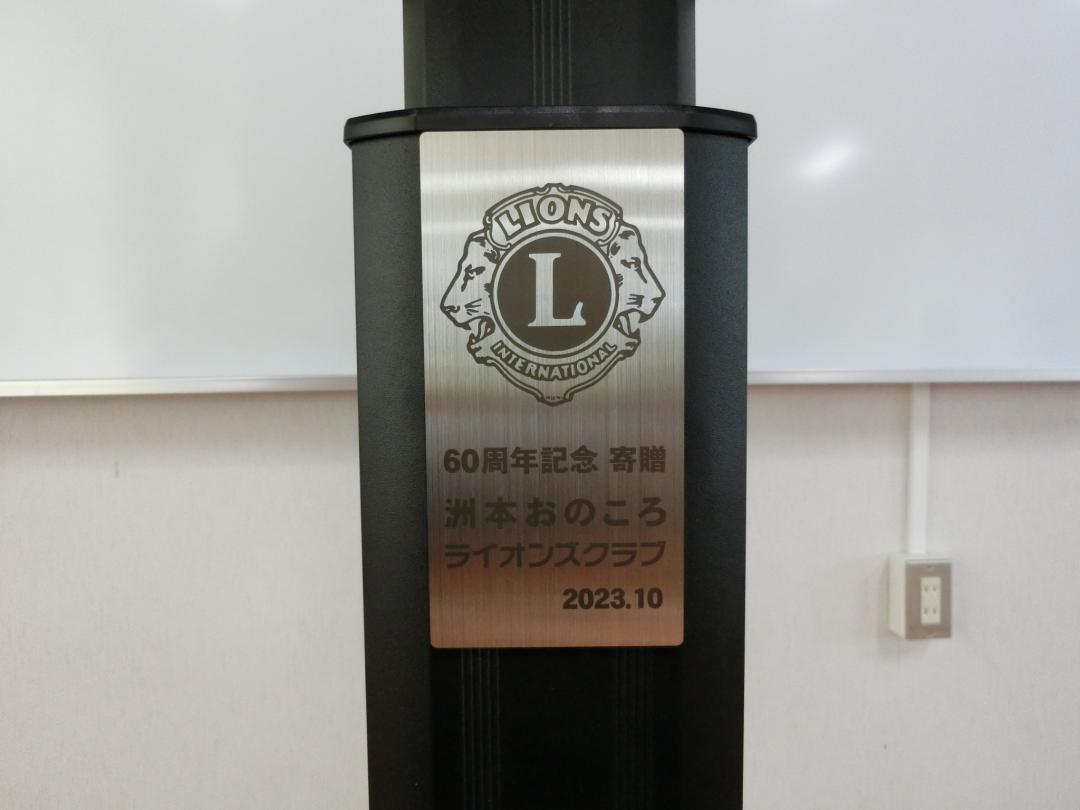 LIONS
L
INTERNATIONAL
60周年記念 寄贈
洲本おのころ
ライオンズクラブ
2023.10